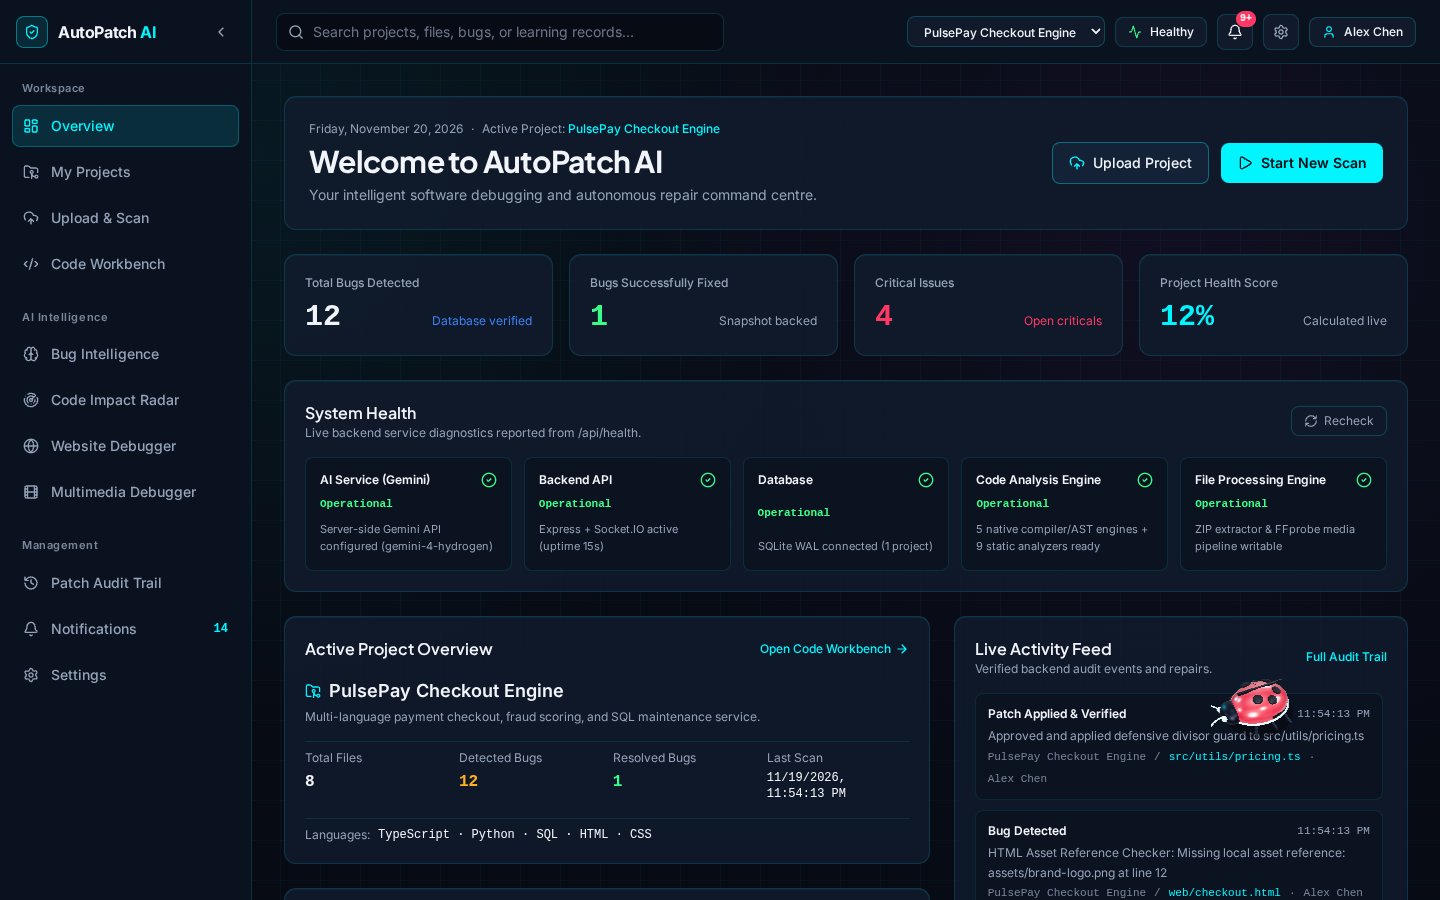 AutoPatch AI
Search projects, files, bugs, or learning records...
PulsePay Checkout Engine
Healthy
9+
Alex Chen
Workspace
Overview
My Projects
Upload & Scan
Code Workbench
AI Intelligence
Bug Intelligence
Code Impact Radar
Website Debugger
Multimedia Debugger
Management
Patch Audit Trail
Notifications 14
Settings
Friday, November 20, 2026 · Active Project: PulsePay Checkout Engine
Welcome to AutoPatch AI
Your intelligent software debugging and autonomous repair command centre.
Upload Project
Start New Scan
Total Bugs Detected
12
Database verified
Bugs Successfully Fixed
1
Snapshot backed
Critical Issues
4
Open criticals
Project Health Score
12%
Calculated live
System Health
Live backend service diagnostics reported from /api/health.
Recheck
AI Service (Gemini)
Operational
Server-side Gemini API
configured (gemini-4-hydrogen)
Backend API
Operational
Express + Socket.IO active
(uptime 15s)
Database
Operational
SQLite WAL connected (1 project)
Code Analysis Engine
Operational
5 native compiler/AST engines +
9 static analyzers ready
File Processing Engine
Operational
ZIP extractor & FFprobe media
pipeline writable
Active Project Overview
Open Code Workbench
PulsePay Checkout Engine
Multi-language payment checkout, fraud scoring, and SQL maintenance service.
Total Files
8
Detected Bugs
12
Resolved Bugs
1
Last Scan
11/19/2026,
11:54:13 PM
Languages: TypeScript · Python · SQL · HTML · CSS
Live Activity Feed
Verified backend audit events and repairs.
Full Audit Trail
Patch Applied & Verified
11:54:13 PM
Approved and applied defensive divisor guard src/utils/pricing.ts
PulsePay Checkout Engine / src/utils/pricing.ts ·
Alex Chen
Bug Detected
11:54:13 PM
HTML Asset Reference Checker: Missing local asset reference:
assets/brand-logo.png at line 12
PulsePay Checkout Engine / web/checkout.html · Alex Chen